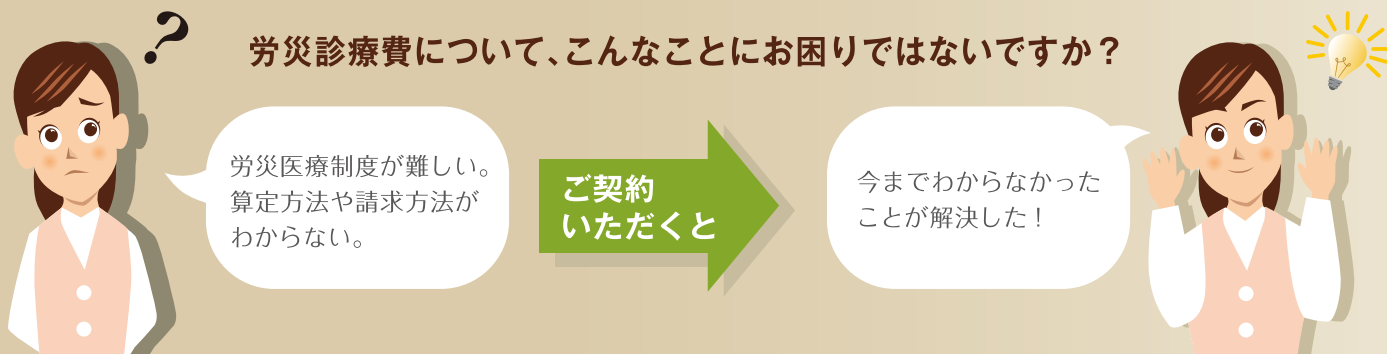 ?
労災診療費について、こんなことにお困りではないですか？
労災医療制度が難しい。
算定方法や請求方法が
わからない。
ご契約
いただくと
今までわからなかった
ことが解決した！